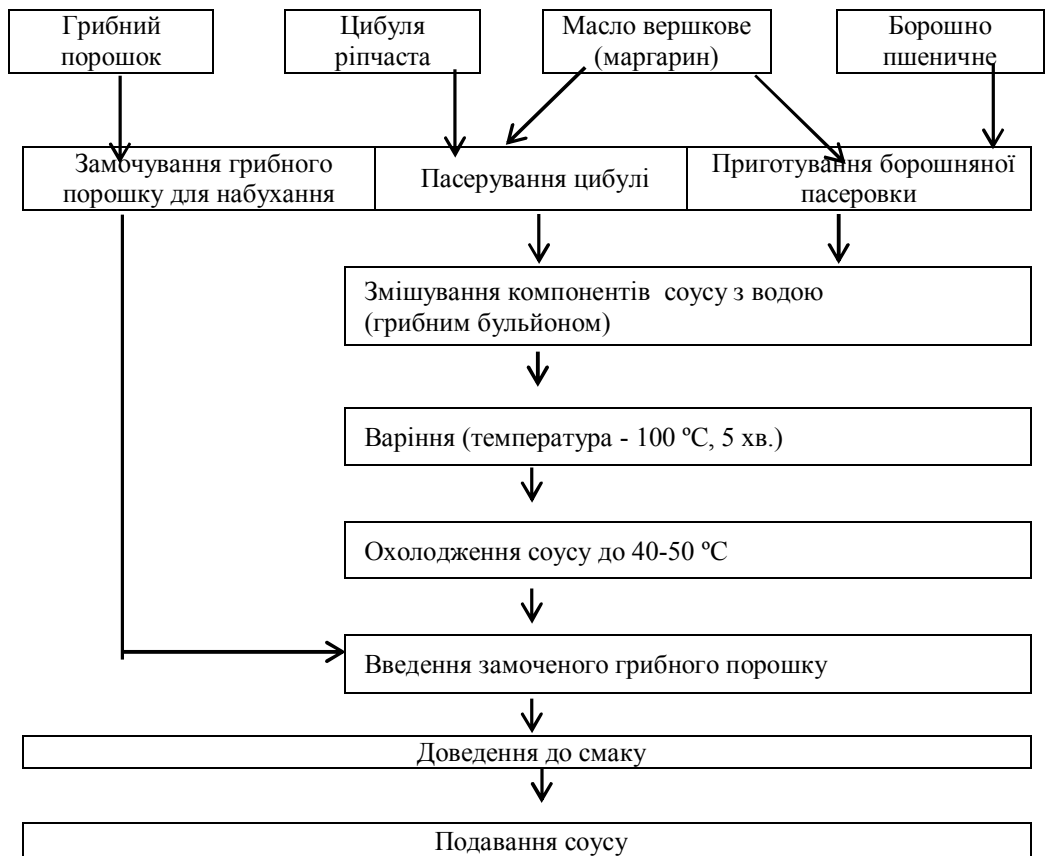 Грибний
порошок
Цибуля
ріпчаста
Масло вершкове
(маргарин)
Борошно
пшеничне
Замочування грибного
порошку для набухання
Пасерування цибулі
Приготування борошняної
пасеровки
Змішування компонентів соусу з водою
(грибним бульйоном)
Варіння (температура - 100 ºС, 5 хв.)
Охолодження соусу до 40-50 ºС
Введення замоченого грибного порошку
Доведення до смаку
Подавання соусу